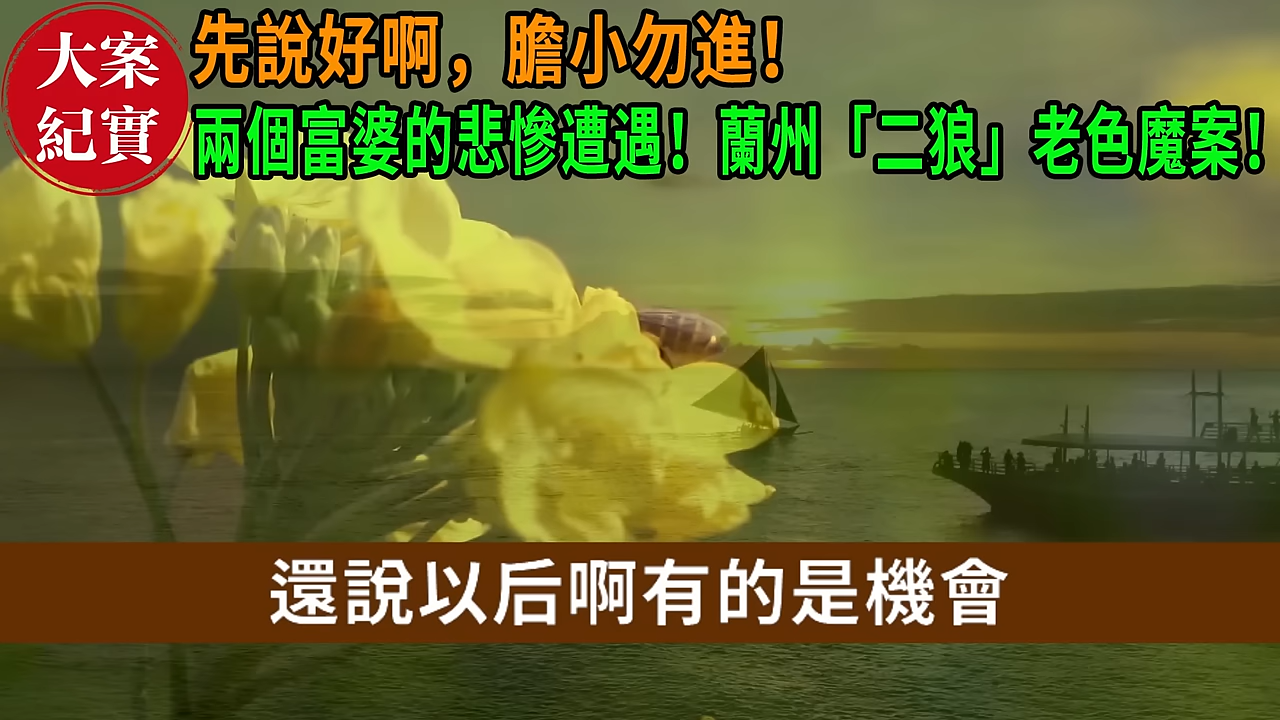 大案
紀實
先說好啊，膽小勿進！
兩個富婆的悲慘遭遇！蘭州「二狼」老色魔案！
還說以后啊有的是機會